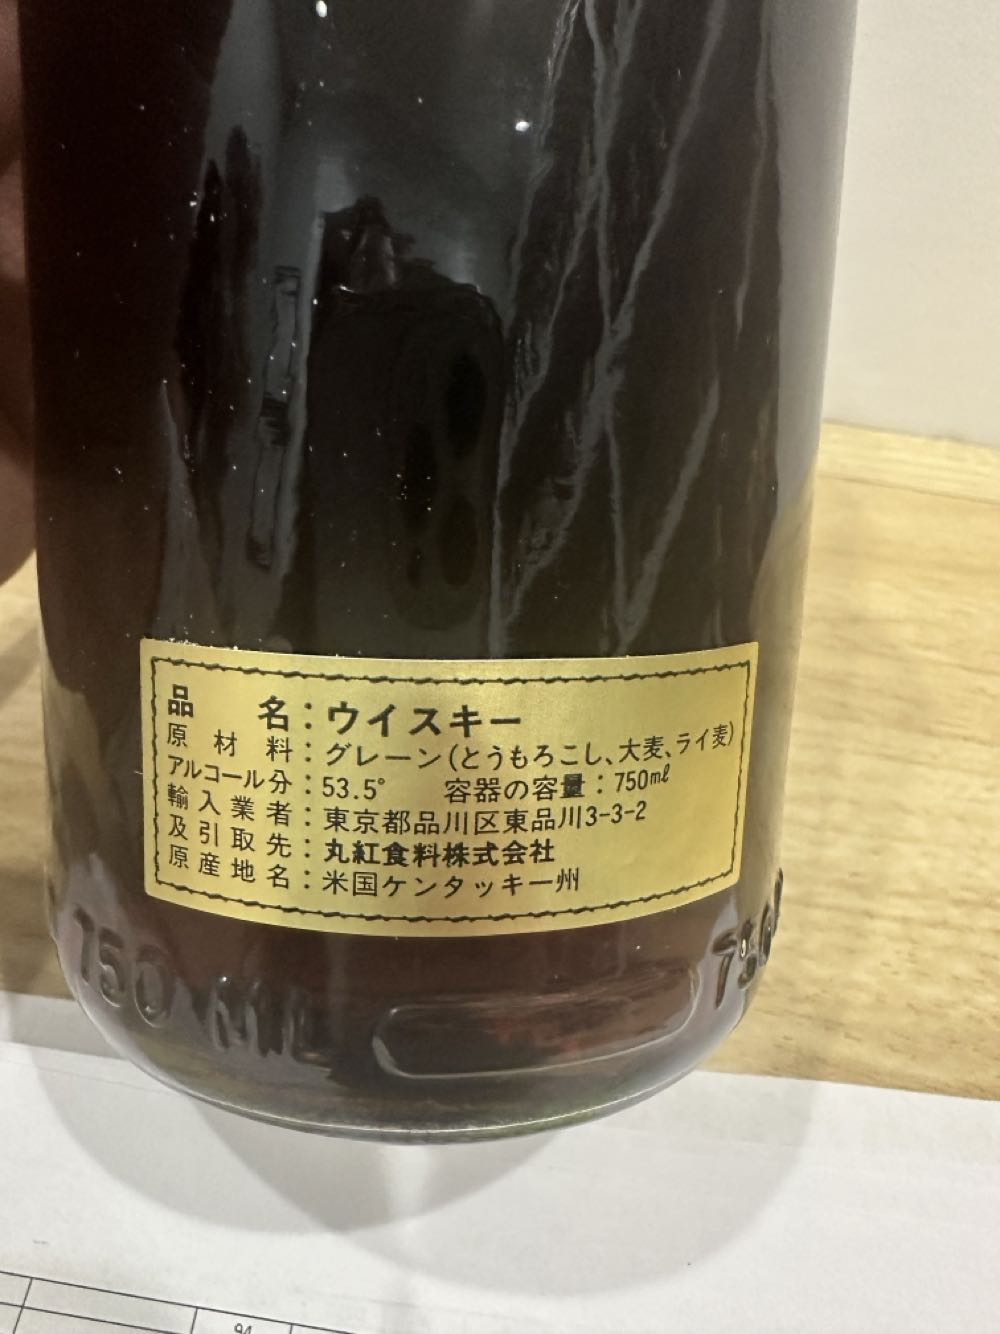 品名：ウイスキー
原材料：グレーン(とうもろこし、大麦、ライ麦)
アルコール分：53.5° 容器の容量：750ml
輸入業者：東京都品川区東品川3-3-2
及引取先：丸紅食料株式会社
原産地名：米国ケンタッキー州
750 ML
750
94